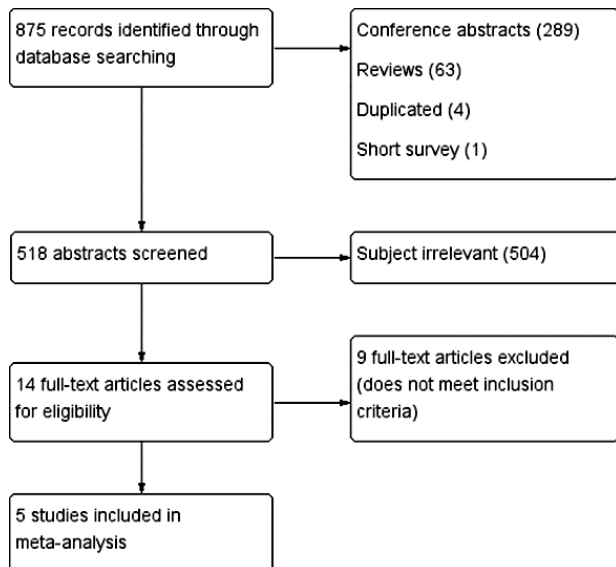 875 records identified through
database searching
Conference abstracts (289)
Reviews (63)
Duplicated (4)
Short survey (1)
518 abstracts screened
Subject irrelevant (504)
14 full-text articles assessed
for eligibility
9 full-text articles excluded
(does not meet inclusion
criteria)
5 studies included in
meta-analysis